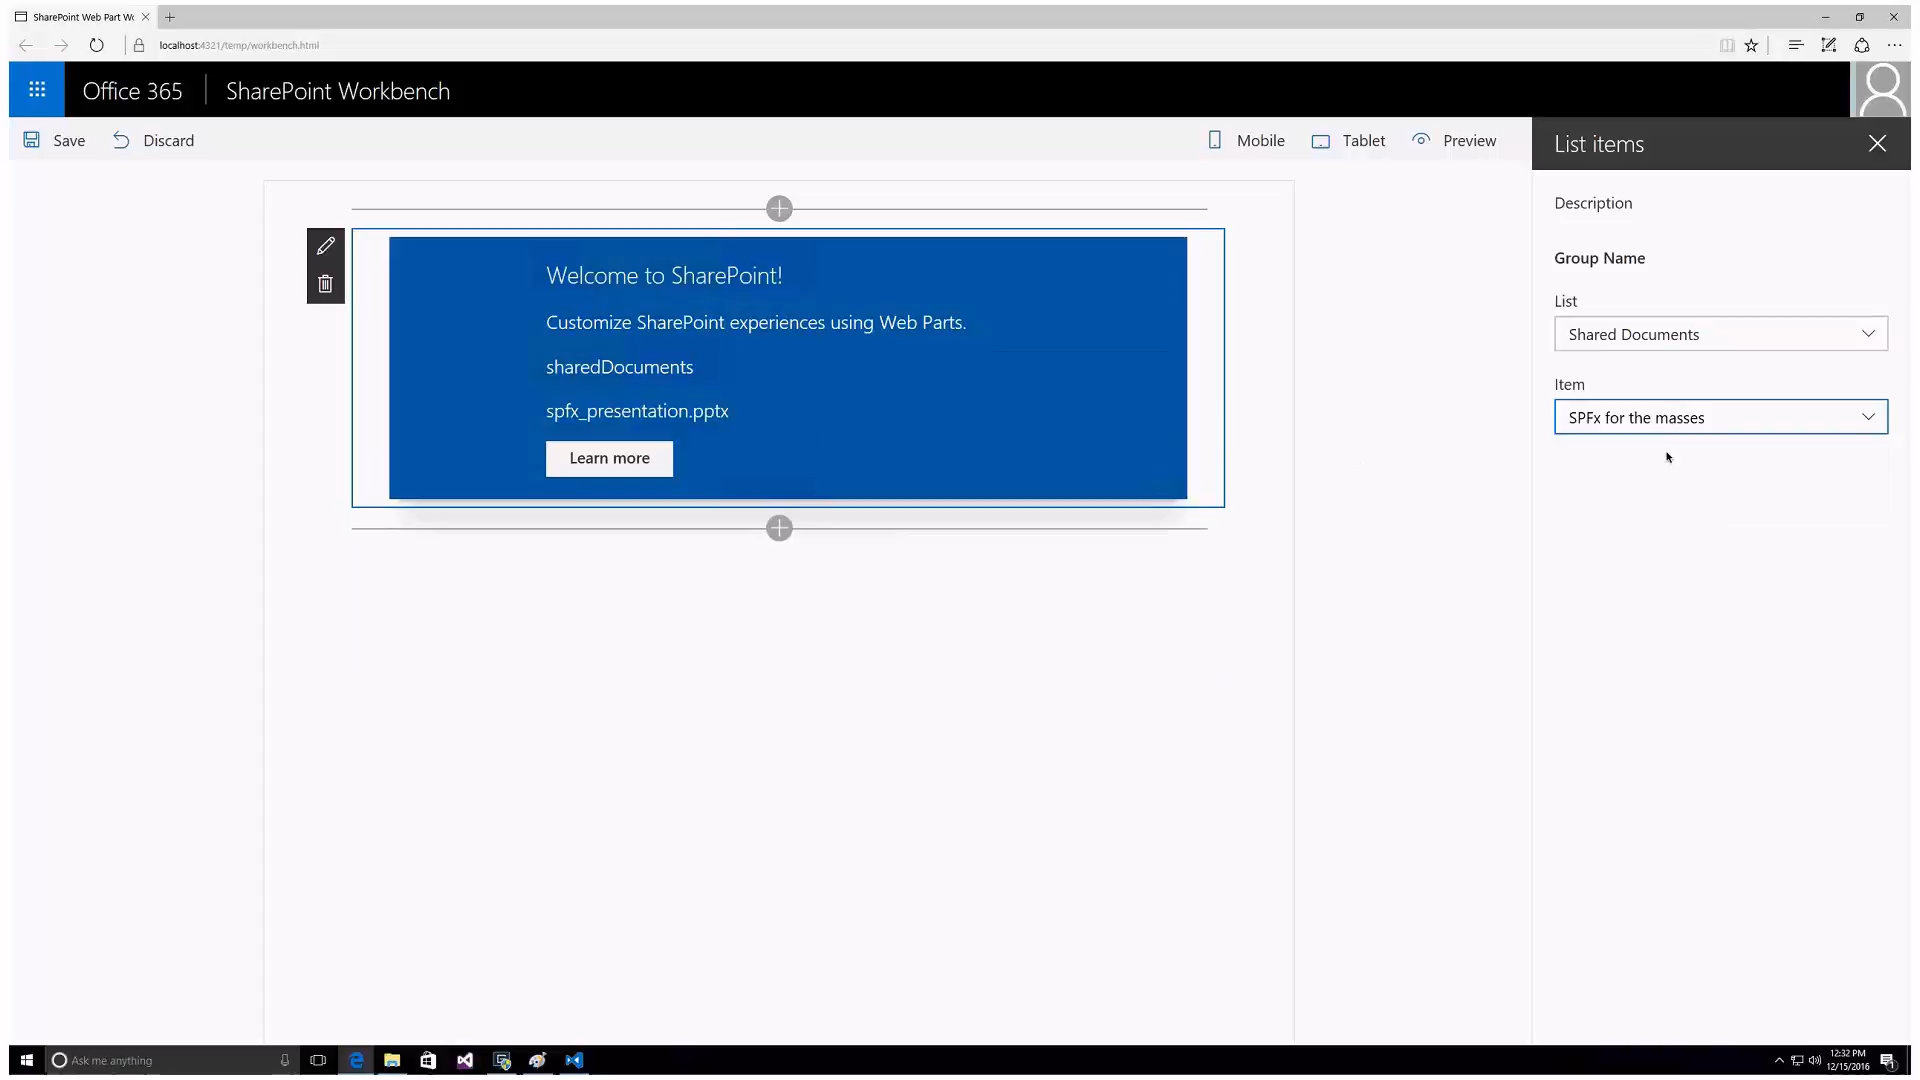 SharePoint Web Part Wo
localhost:4321/temp/workbench.html
Office 365
SharePoint Workbench
Save
Discard
Mobile
Tablet
Preview
List items
Description
Group Name
List
Shared Documents
Item
SPFx for the masses
Welcome to SharePoint!
Customize SharePoint experiences using Web Parts.
sharedDocuments
spfx_presentation.pptx
Learn more
Ask me anything
12:32 PM
12/15/2016
1